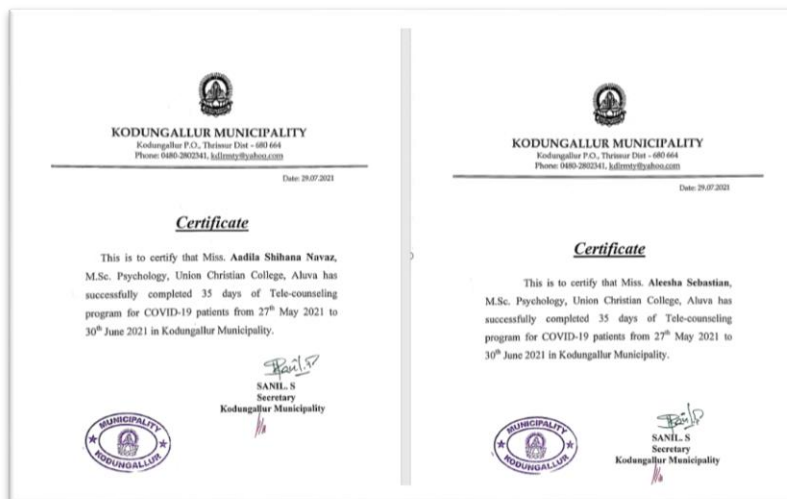 KODUNGALLUR MUNICIPALITY
Kodungallur P.O., Thrissur Dist - 680 664
Phone: 0480-2802341, kdlrmty@yahoo.com
Date: 29.07.2021
Certificate
This is to certify that Miss. Aadila Shihana Navaz,
M.Sc. Psychology, Union Christian College, Aluva has
successfully completed 35 days of Tele-counseling
program for COVID-19 patients from 27th May 2021 to
30th June 2021 in Kodungallur Municipality.
SANIL. S
Secretary
Kodungallur Municipality
MUNICIPALITY
KODUNGALLUR
KODUNGALLUR MUNICIPALITY
Kodungallur P.O., Thrissur Dist - 680 664
Phone: 0480-2802341, kdlrmty@yahoo.com
Date: 29.07.2021
Certificate
This is to certify that Miss. Aleesha Sebastian,
M.Sc. Psychology, Union Christian College, Aluva has
successfully completed 35 days of Tele-counseling
program for COVID-19 patients from 27th May 2021 to
30th June 2021 in Kodungallur Municipality.
SANIL. S
Secretary
Kodungallur Municipality
MUNICIPALITY
KODUNGALLUR